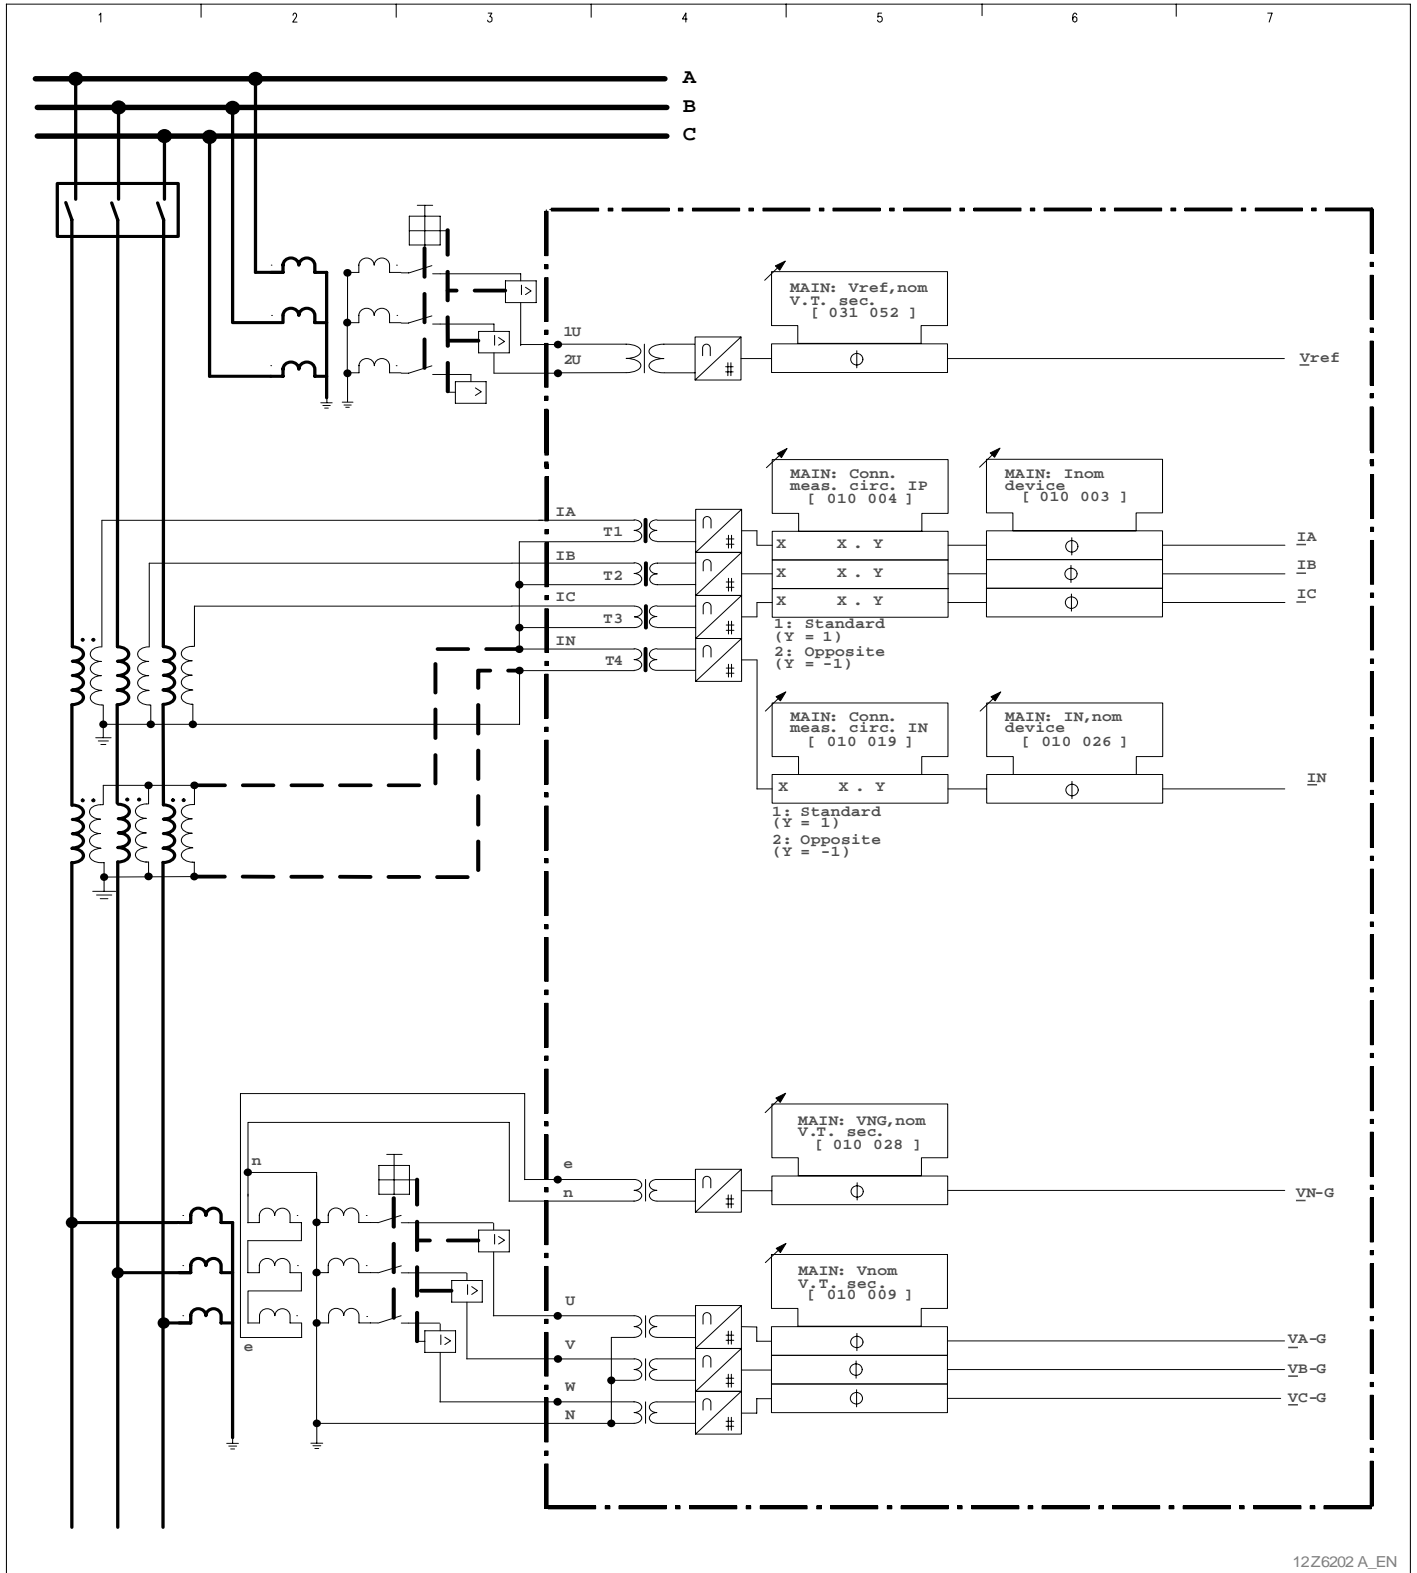 1 2 3 4 5 6 7
A
B
C
MAIN: Vref,nom
V.T. sec.
[ 031 052 ]
I>
I>
I>
1U
2U
∩
#
ϕ
Vref
MAIN: Conn.
meas. circ. IP
[ 010 004 ]
MAIN: Inom
device
[ 010 003 ]
IA
T1
∩
#
X X . Y
ϕ
IA
IB
T2
∩
#
X X . Y
ϕ
IB
IC
T3
∩
#
X X . Y
ϕ
IC
1: Standard
(Y = 1)
2: Opposite
(Y = -1)
IN
T4
∩
#
MAIN: Conn.
meas. circ. IN
[ 010 019 ]
MAIN: IN,nom
device
[ 010 026 ]
X X . Y
ϕ
IN
1: Standard
(Y = 1)
2: Opposite
(Y = -1)
MAIN: VNG,nom
V.T. sec.
[ 010 028 ]
n
e
n
∩
#
ϕ
VN-G
I>
I>
I>
e
MAIN: Vnom
V.T. sec.
[ 010 009 ]
U
∩
#
ϕ
VA-G
V
∩
#
ϕ
VB-G
W
N
∩
#
ϕ
VC-G
12Z6202 A_EN